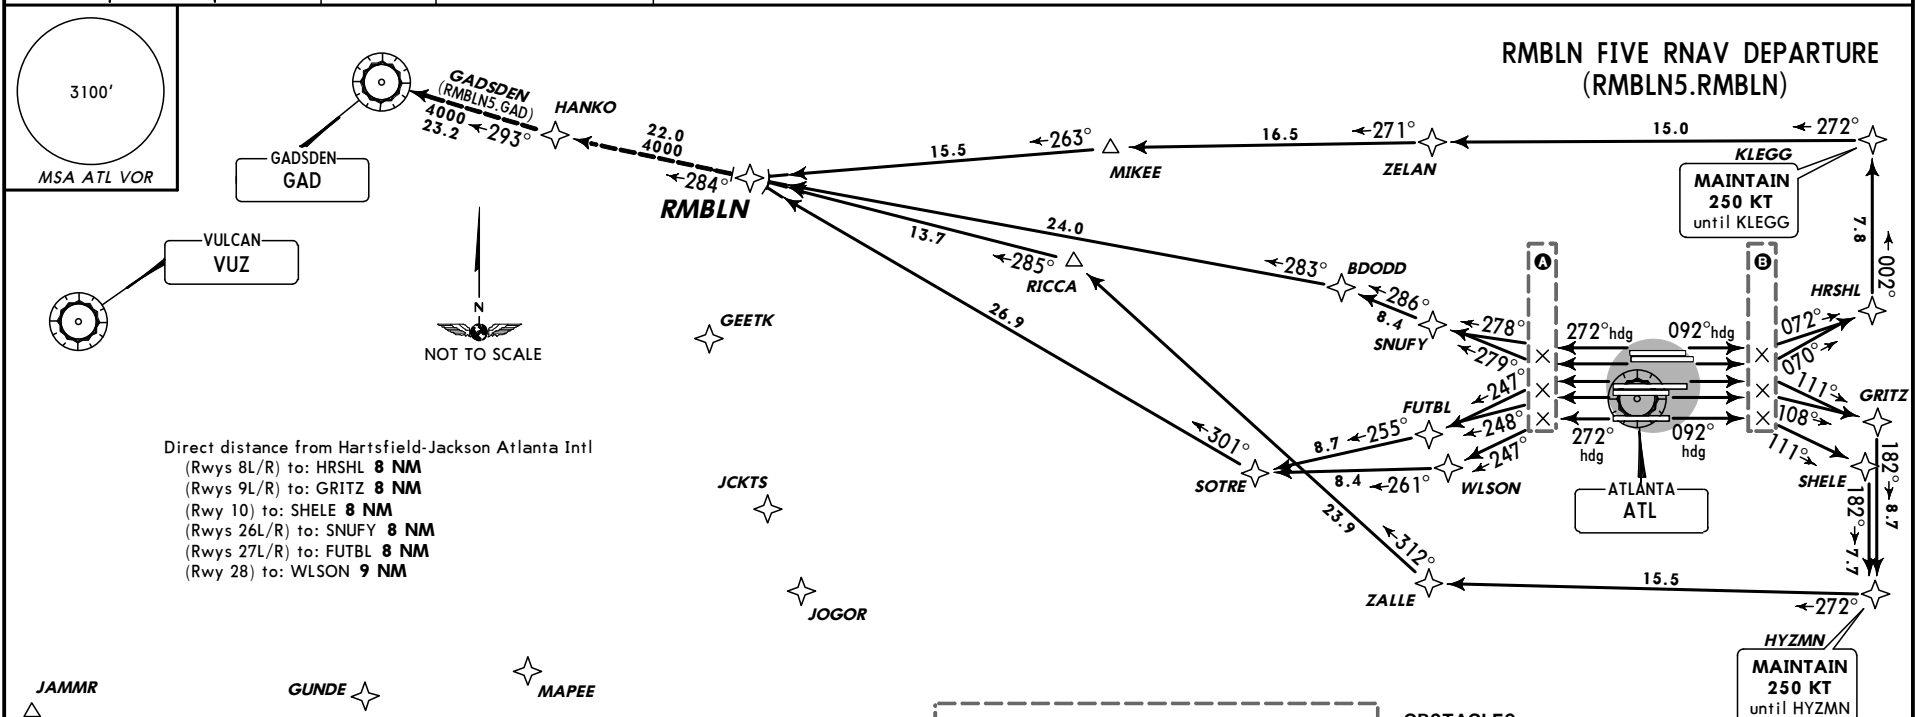 RMBLN FIVE RNAV DEPARTURE
(RMBLN5.RMBLN)
3100'
MSA ATL VOR
GADSDEN
(RMBLN5.GAD)
4000
23.2
293°
HANKO
GADSDEN
GAD
22.0
4000
284°
RMBLN
15.5
263°
MIKEE
16.5
271°
ZELAN
15.0
272°
KLEGG
MAINTAIN
250 KT
until KLEGG
7.8
002°
HRSHL
VULCAN
VUZ
N
NOT TO SCALE
24.0
13.7
285°
RICCA
283°
BDODD
286°
8.4
SNUFY
278°
279°
A
B
272°hdg
092°hdg
072°
070°
26.9
GEETK
247°
248°
247°
FUTBL
255°
8.7
272°
hdg
092°
hdg
111°
108°
111°
GRITZ
SHELE
182°
8.7
182°
7.7
301°
SOTRE
8.4
261°
WLSON
ATLANTA
ATL
23.9
312°
ZALLE
15.5
272°
HYZMN
MAINTAIN
250 KT
until HYZMN
Direct distance from Hartsfield-Jackson Atlanta Intl
(Rwys 8L/R) to: HRSHL 8 NM
(Rwys 9L/R) to: GRITZ 8 NM
(Rwy 10) to: SHELE 8 NM
(Rwys 26L/R) to: SNUFY 8 NM
(Rwys 27L/R) to: FUTBL 8 NM
(Rwy 28) to: WLSON 9 NM
JCKTS
JOGOR
MAPEE
GUNDE
JAMMR